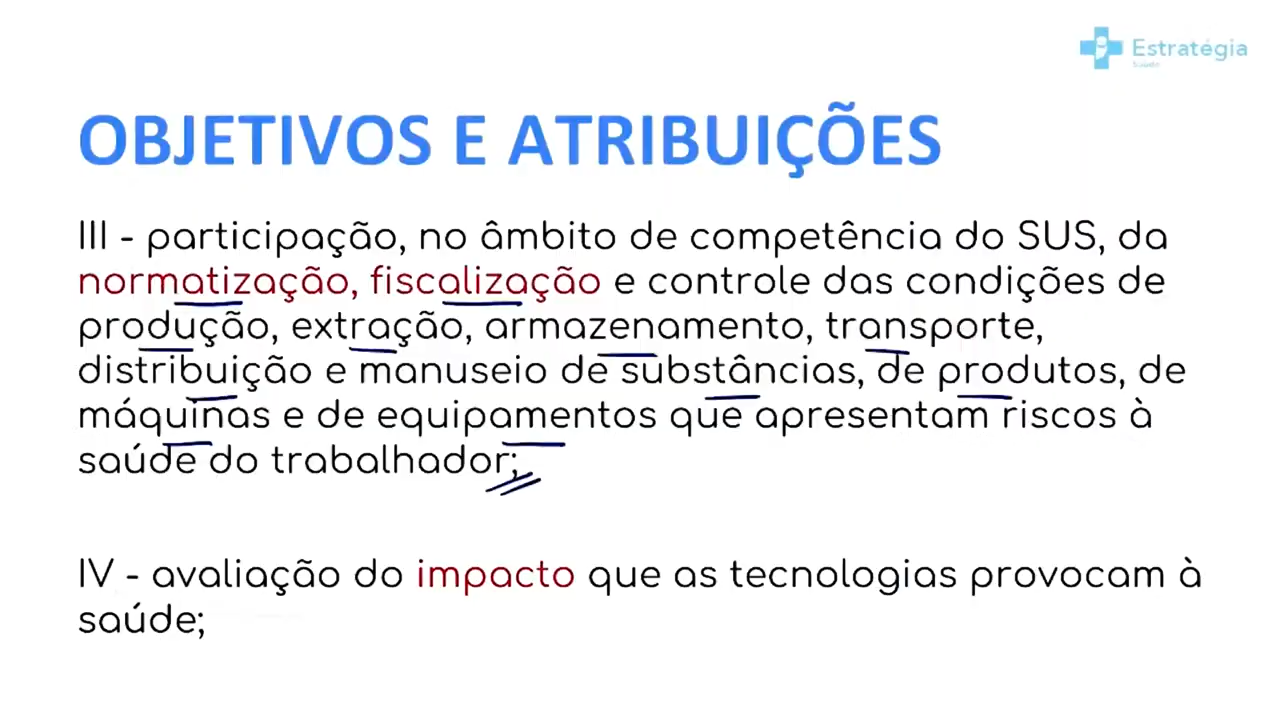 Estratégia
OBJETIVOS E ATRIBUIÇÕES
III - participação, no âmbito de competência do SUS, da
normatização, fiscalização e controle das condições de
produção, extração, armazenamento, transporte,
distribuição e manuseio de substâncias, de produtos, de
máquinas e de equipamentos que apresentam riscos à
saúde do trabalhador;
IV - avaliação do impacto que as tecnologias provocam à
saúde;